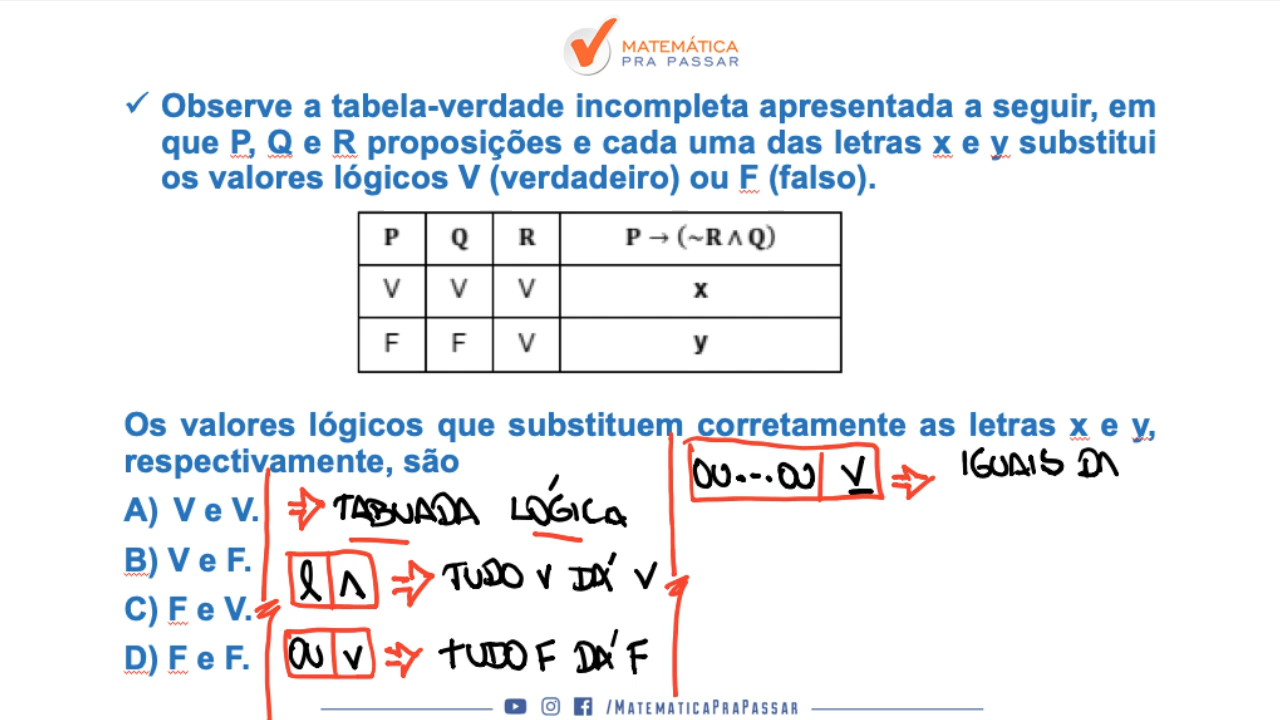 MATEMÁTICA
PRA PASSAR
✓ Observe a tabela-verdade incompleta apresentada a seguir, em
que P, Q e R proposições e cada uma das letras x e y substitui
os valores lógicos V (verdadeiro) ou F (falso).
P Q R P → (~R ∧ Q)
V V V x
F F V y
Os valores lógicos que substituem corretamente as letras x e y,
respectivamente, são
A) V e V.
B) V e F.
C) F e V.
D) F e F.
⇒ TABUADA LÓGICA
e ∧ ⇒ TUDO V DÁ V
OU V ⇒ TUDO F DÁ F
OU...OU V ⇒ IGUAIS DA
/MATEMATICAPRAPASSAR